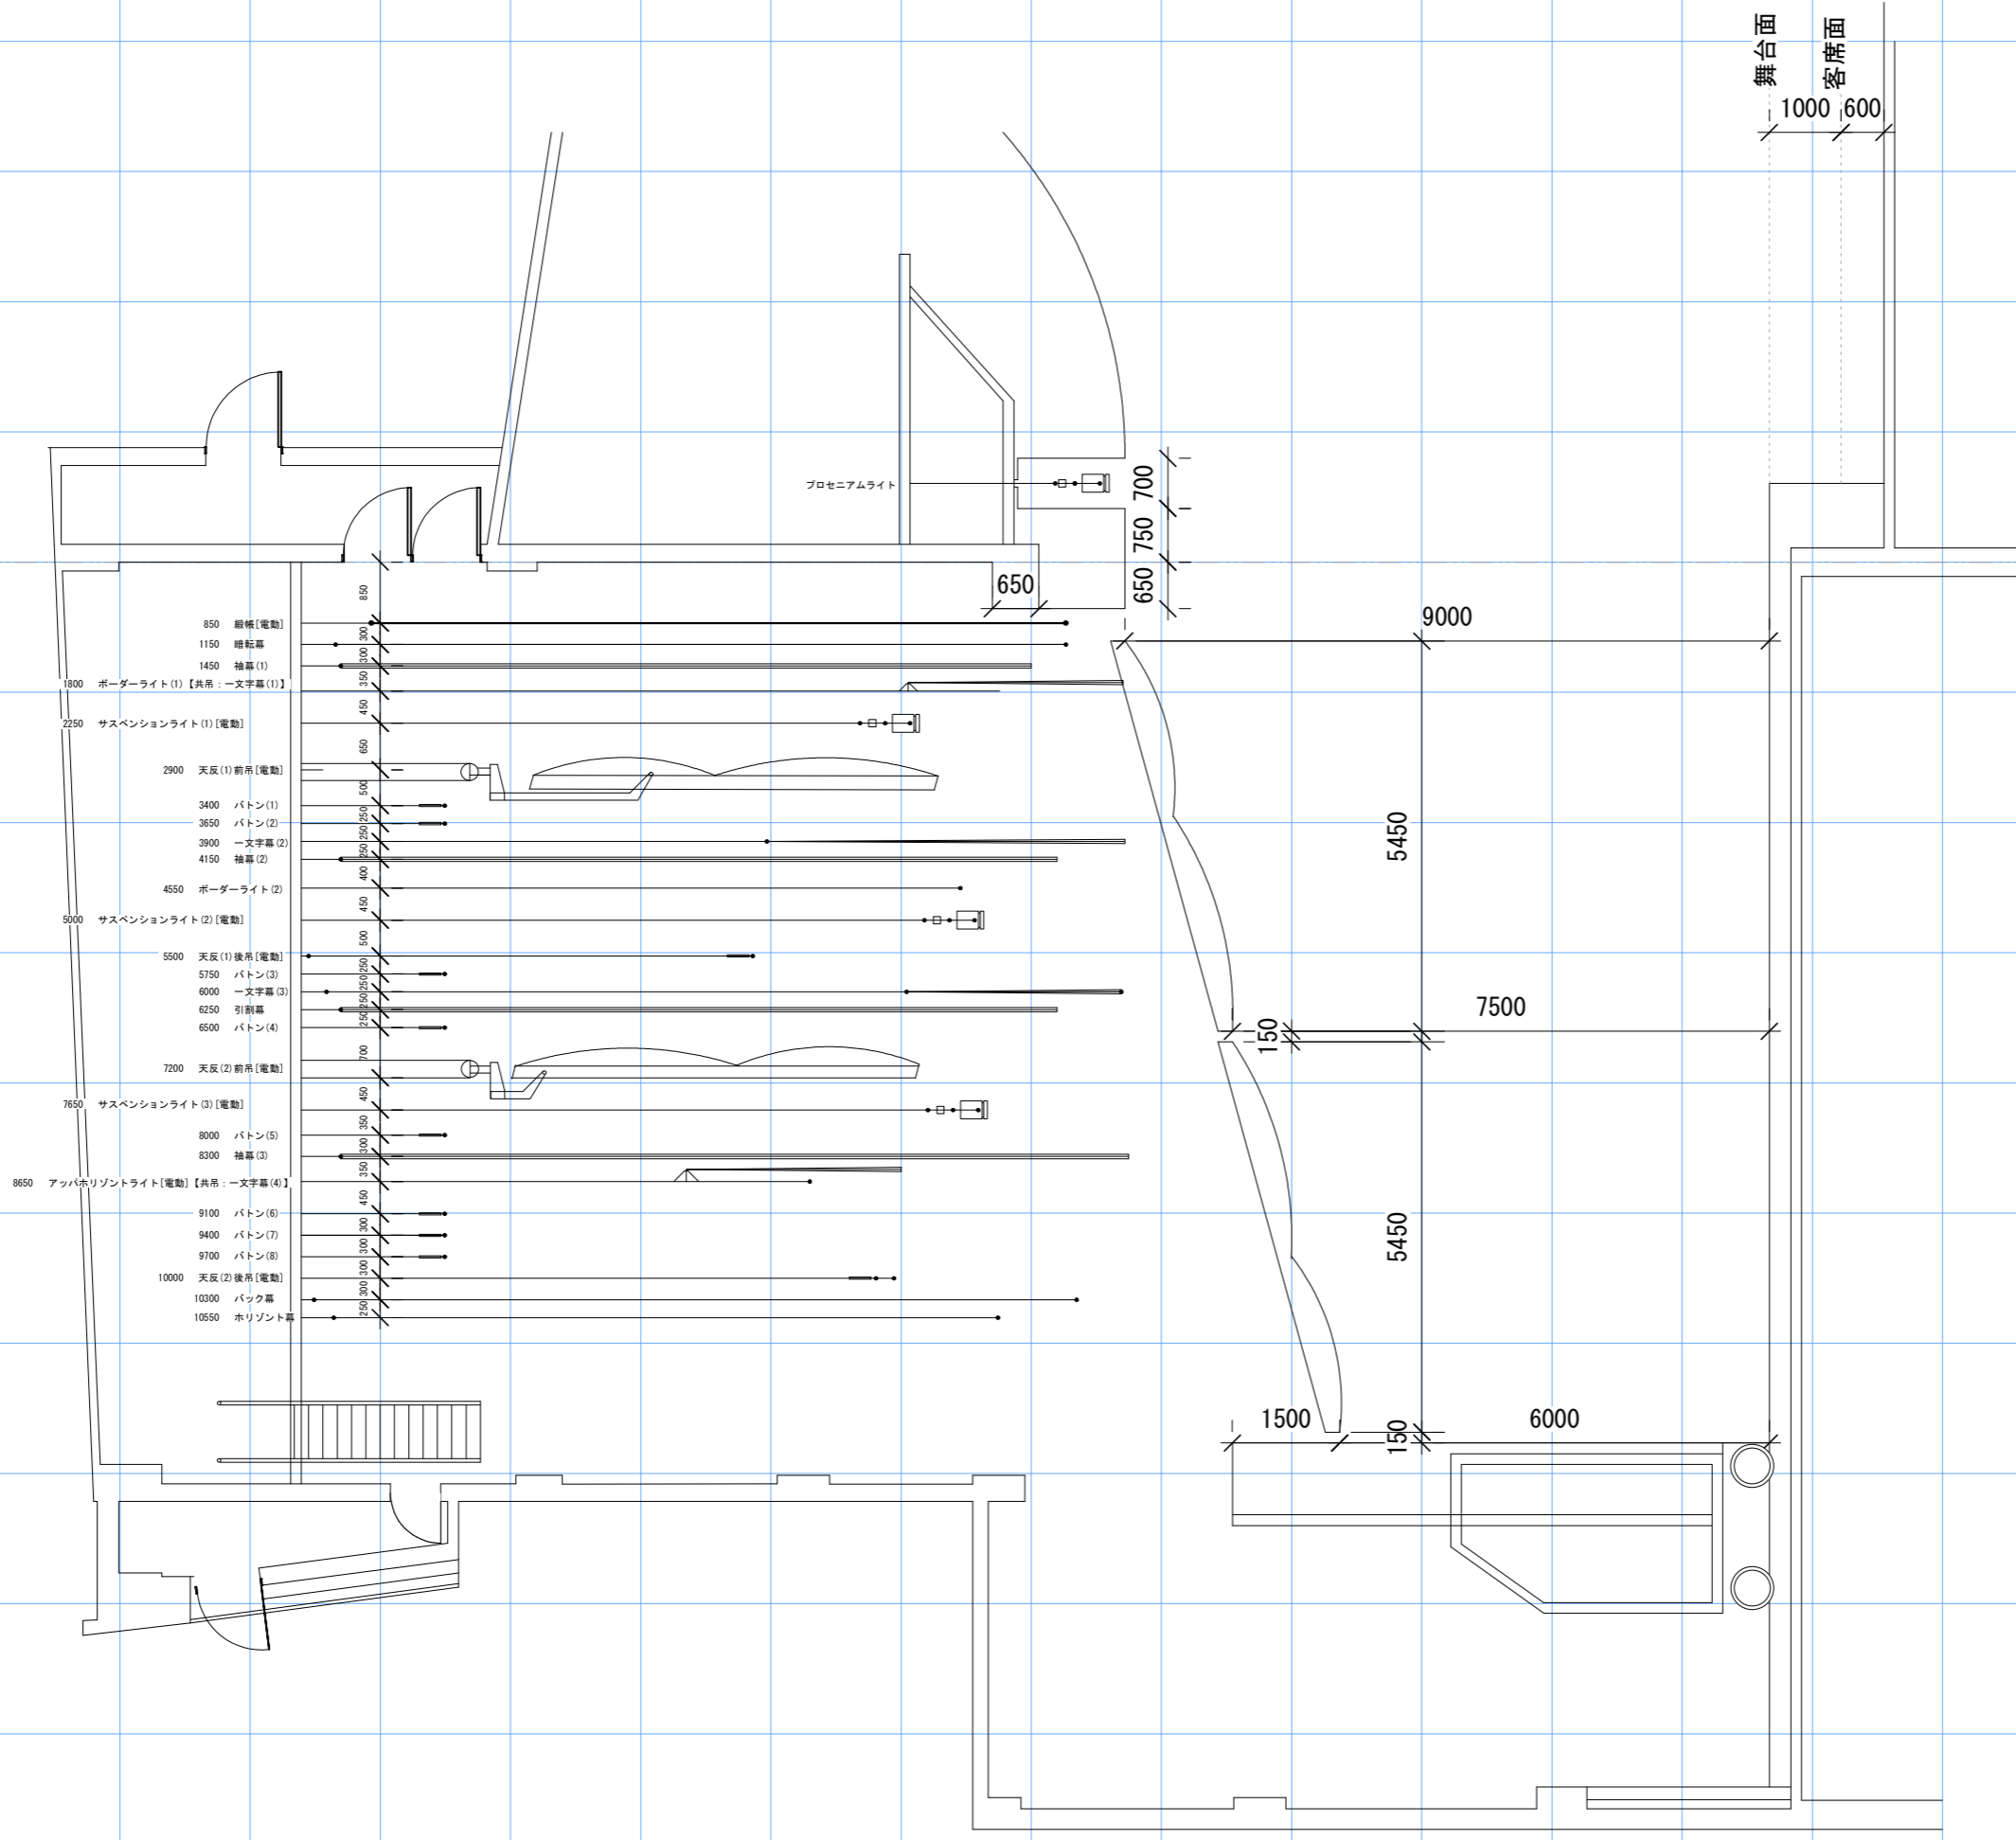 舞台面
客席面
1000
600
プロセニアムライト
700
750
650
650
850
9000
850 緞帳[電動]
300
1150 暗転幕
300
1450 袖幕(1)
350
1800 ボーダーライト(1)【共吊:一文字幕(1)】
450
2250 サスペンションライト(1)[電動]
650
2900 天反(1)前吊[電動]
500
3400 バトン(1)
250
3650 バトン(2)
250
3900 一文字幕(2)
250
4150 袖幕(2)
400
4550 ボーダーライト(2)
450
5000 サスペンションライト(2)[電動]
500
5500 天反(1)後吊[電動]
250
5750 バトン(3)
250
6000 一文字幕(3)
250
6250 引割幕
250
6500 バトン(4)
700
7200 天反(2)前吊[電動]
450
7650 サスペンションライト(3)[電動]
350
8000 バトン(5)
300
8300 袖幕(3)
350
8650 アッパホリゾントライト[電動]【共吊:一文字幕(4)】
450
9100 バトン(6)
300
9400 バトン(7)
300
9700 バトン(8)
300
10000 天反(2)後吊[電動]
300
10300 バック幕
250
10550 ホリゾント幕
5450
7500
150
5450
1500
150
6000